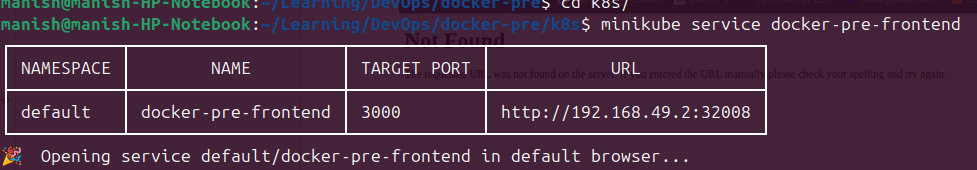 manish@manish-HP-Notebook:~/Learning/DevOps/docker-pre$ cd k8s/
manish@manish-HP-Notebook:~/Learning/DevOps/docker-pre/k8s$ minikube service docker-pre-frontend
Not Found
URL was not found on the server. If you entered the URL manually please check your spelling and try again.
NAMESPACE NAME TARGET PORT URL
default docker-pre-frontend 3000 http://192.168.49.2:32008
🎉 Opening service default/docker-pre-frontend in default browser...